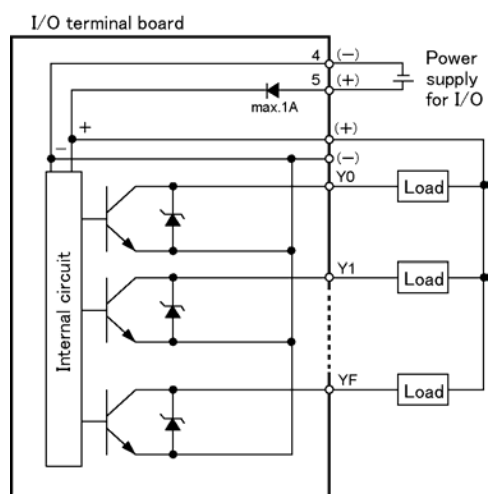 I/O terminal board
4 (−)
5 (+)
Power
supply
for I/O
max.1A
+
(+)
−
(−)
Y0
Load
Internal circuit
Y1
Load
YF
Load